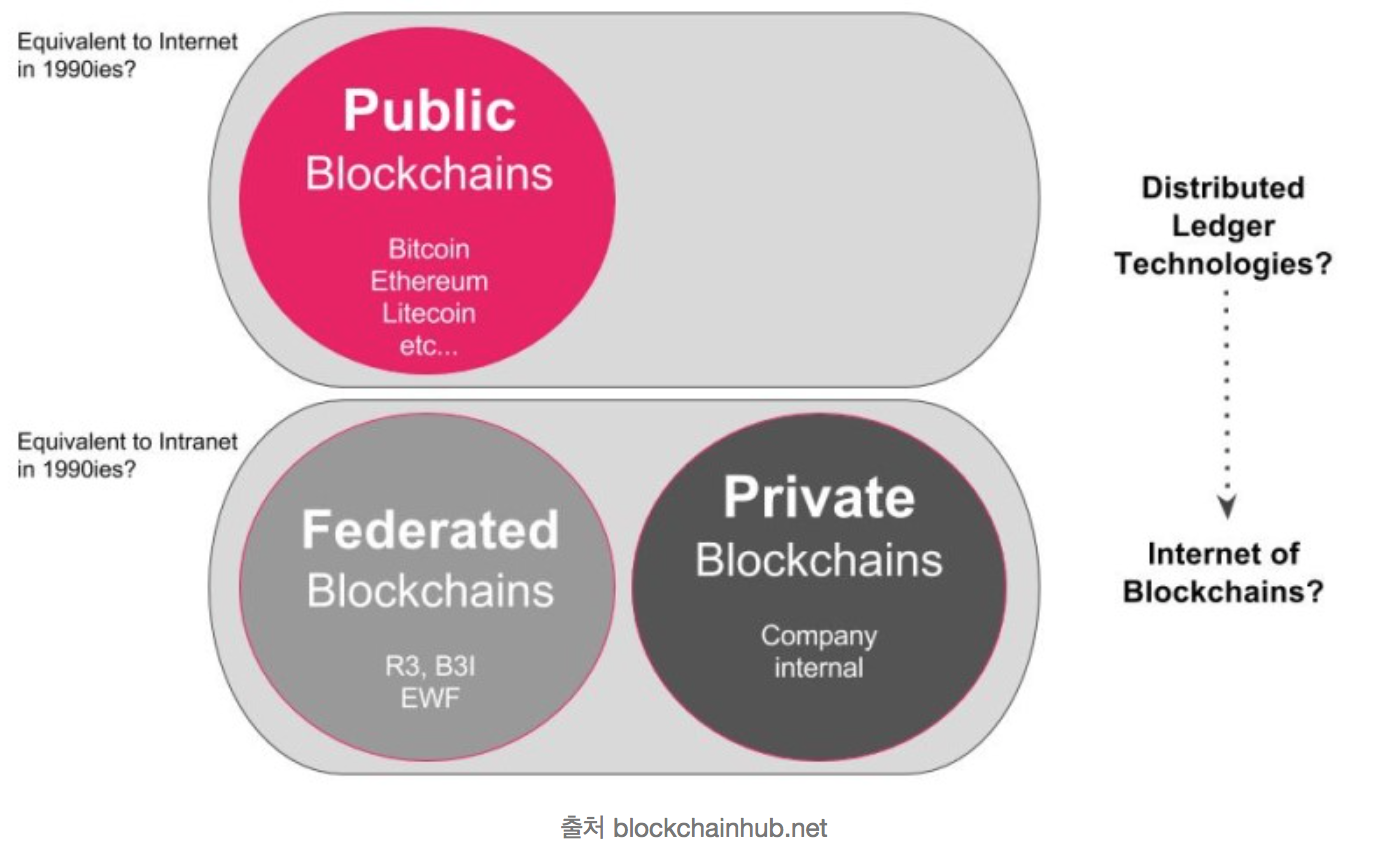 Equivalent to Internet
in 1990ies?
Public
Blockchains
Bitcoin
Ethereum
Litecoin
etc...
Distributed
Ledger
Technologies?
Equivalent to Intranet
in 1990ies?
Federated
Blockchains
R3, B3I
EWF
Private
Blockchains
Company
internal
Internet of
Blockchains?
출처 blockchainhub.net